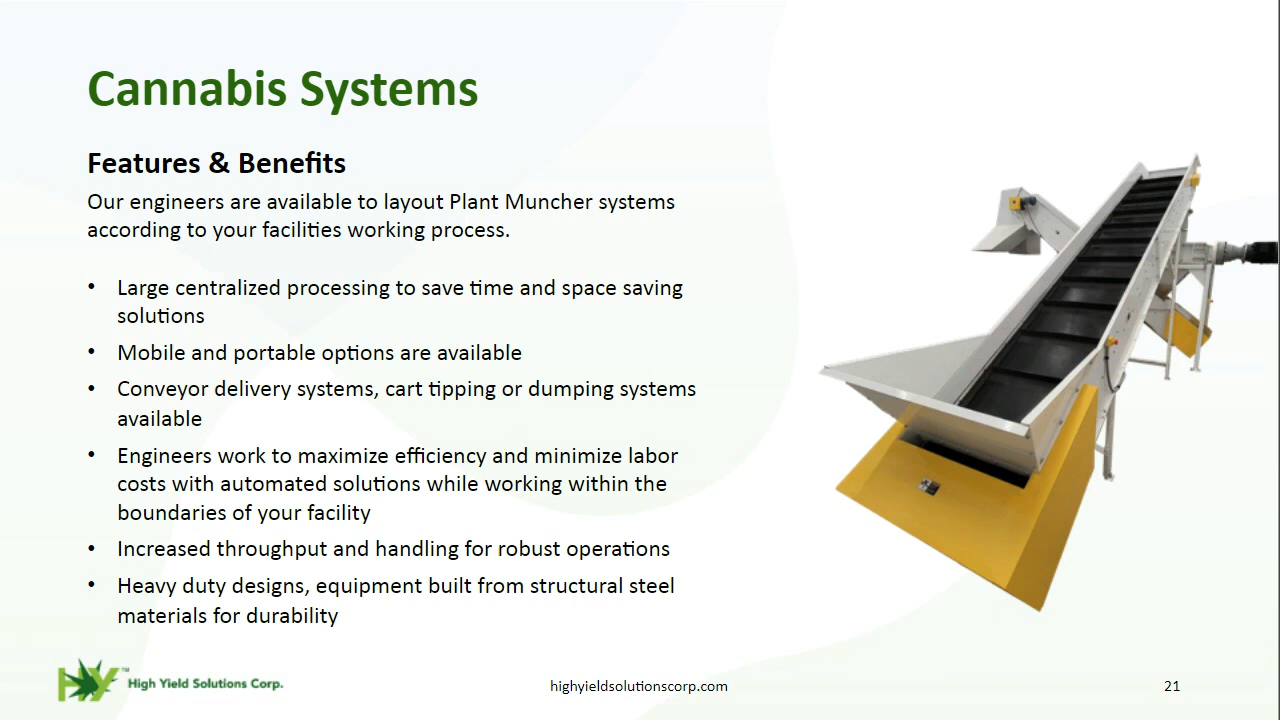 Cannabis Systems
Features & Benefits
Our engineers are available to layout Plant Muncher systems
according to your facilities working process.
• Large centralized processing to save time and space saving
solutions
• Mobile and portable options are available
• Conveyor delivery systems, cart tipping or dumping systems
available
• Engineers work to maximize efficiency and minimize labor
costs with automated solutions while working within the
boundaries of your facility
• Increased throughput and handling for robust operations
• Heavy duty designs, equipment built from structural steel
materials for durability
HY™ High Yield Solutions Corp.
highyieldsolutionscorp.com
21